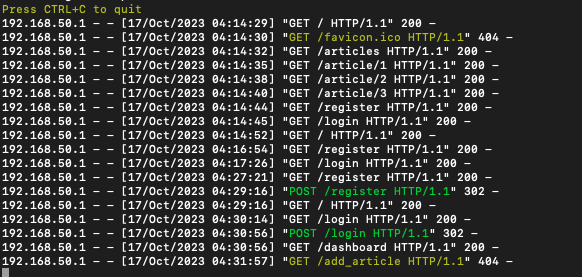 Press CTRL+C to quit
192.168.50.1 - - [17/Oct/2023 04:14:29] "GET / HTTP/1.1" 200 -
192.168.50.1 - - [17/Oct/2023 04:14:30] "GET /favicon.ico HTTP/1.1" 404 -
192.168.50.1 - - [17/Oct/2023 04:14:32] "GET /articles HTTP/1.1" 200 -
192.168.50.1 - - [17/Oct/2023 04:14:35] "GET /article/1 HTTP/1.1" 200 -
192.168.50.1 - - [17/Oct/2023 04:14:38] "GET /article/2 HTTP/1.1" 200 -
192.168.50.1 - - [17/Oct/2023 04:14:40] "GET /article/3 HTTP/1.1" 200 -
192.168.50.1 - - [17/Oct/2023 04:14:44] "GET /register HTTP/1.1" 200 -
192.168.50.1 - - [17/Oct/2023 04:14:45] "GET /login HTTP/1.1" 200 -
192.168.50.1 - - [17/Oct/2023 04:14:52] "GET / HTTP/1.1" 200 -
192.168.50.1 - - [17/Oct/2023 04:16:54] "GET /register HTTP/1.1" 200 -
192.168.50.1 - - [17/Oct/2023 04:17:26] "GET /login HTTP/1.1" 200 -
192.168.50.1 - - [17/Oct/2023 04:27:21] "GET /register HTTP/1.1" 200 -
192.168.50.1 - - [17/Oct/2023 04:29:16] "POST /register HTTP/1.1" 302 -
192.168.50.1 - - [17/Oct/2023 04:29:16] "GET / HTTP/1.1" 200 -
192.168.50.1 - - [17/Oct/2023 04:30:14] "GET /login HTTP/1.1" 200 -
192.168.50.1 - - [17/Oct/2023 04:30:56] "POST /login HTTP/1.1" 302 -
192.168.50.1 - - [17/Oct/2023 04:30:56] "GET /dashboard HTTP/1.1" 200 -
192.168.50.1 - - [17/Oct/2023 04:31:57] "GET /add_article HTTP/1.1" 404 -